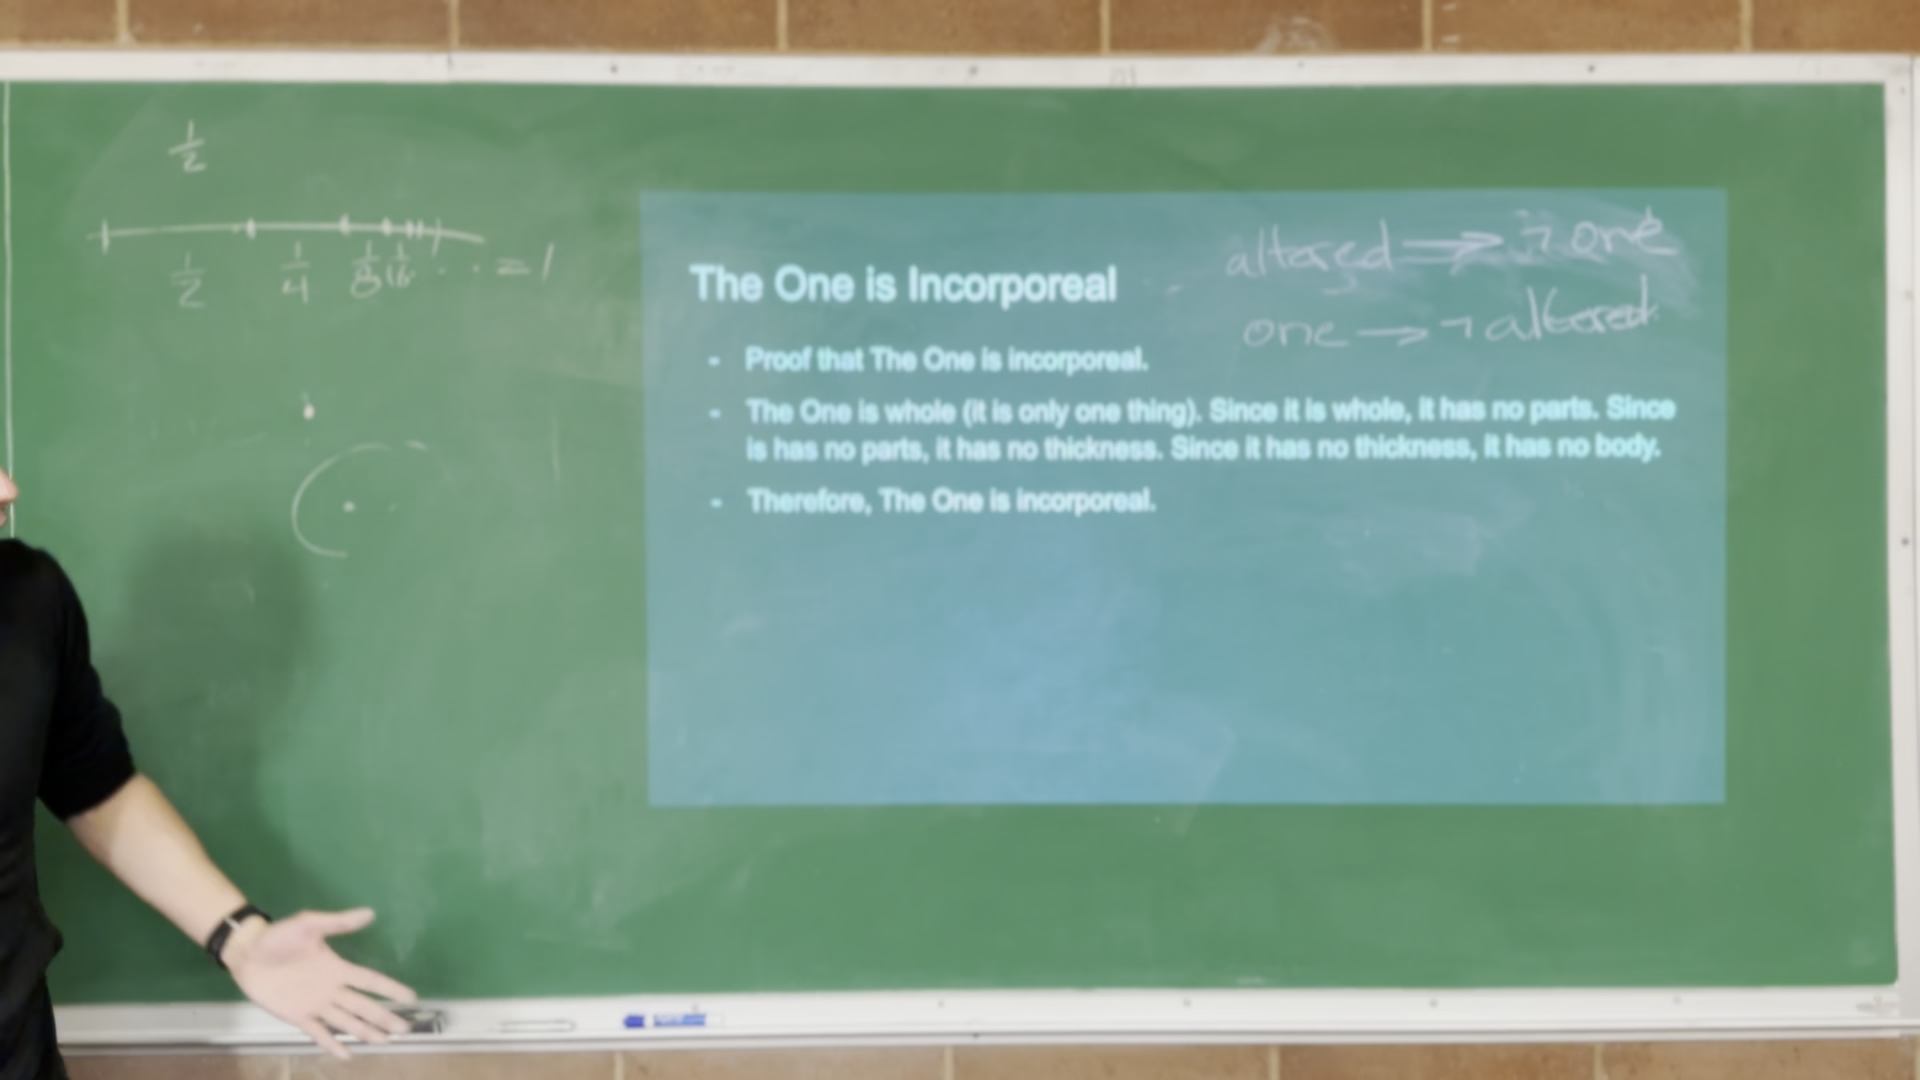 1/2
1/2 1/4 1/8 1/16 . . . = 1
altered → ¬ one
one → ¬ altered
The One is Incorporeal
- Proof that The One is incorporeal.
- The One is whole (it is only one thing). Since it is whole, it has no parts. Since
is has no parts, it has no thickness. Since it has no thickness, it has no body.
- Therefore, The One is incorporeal.